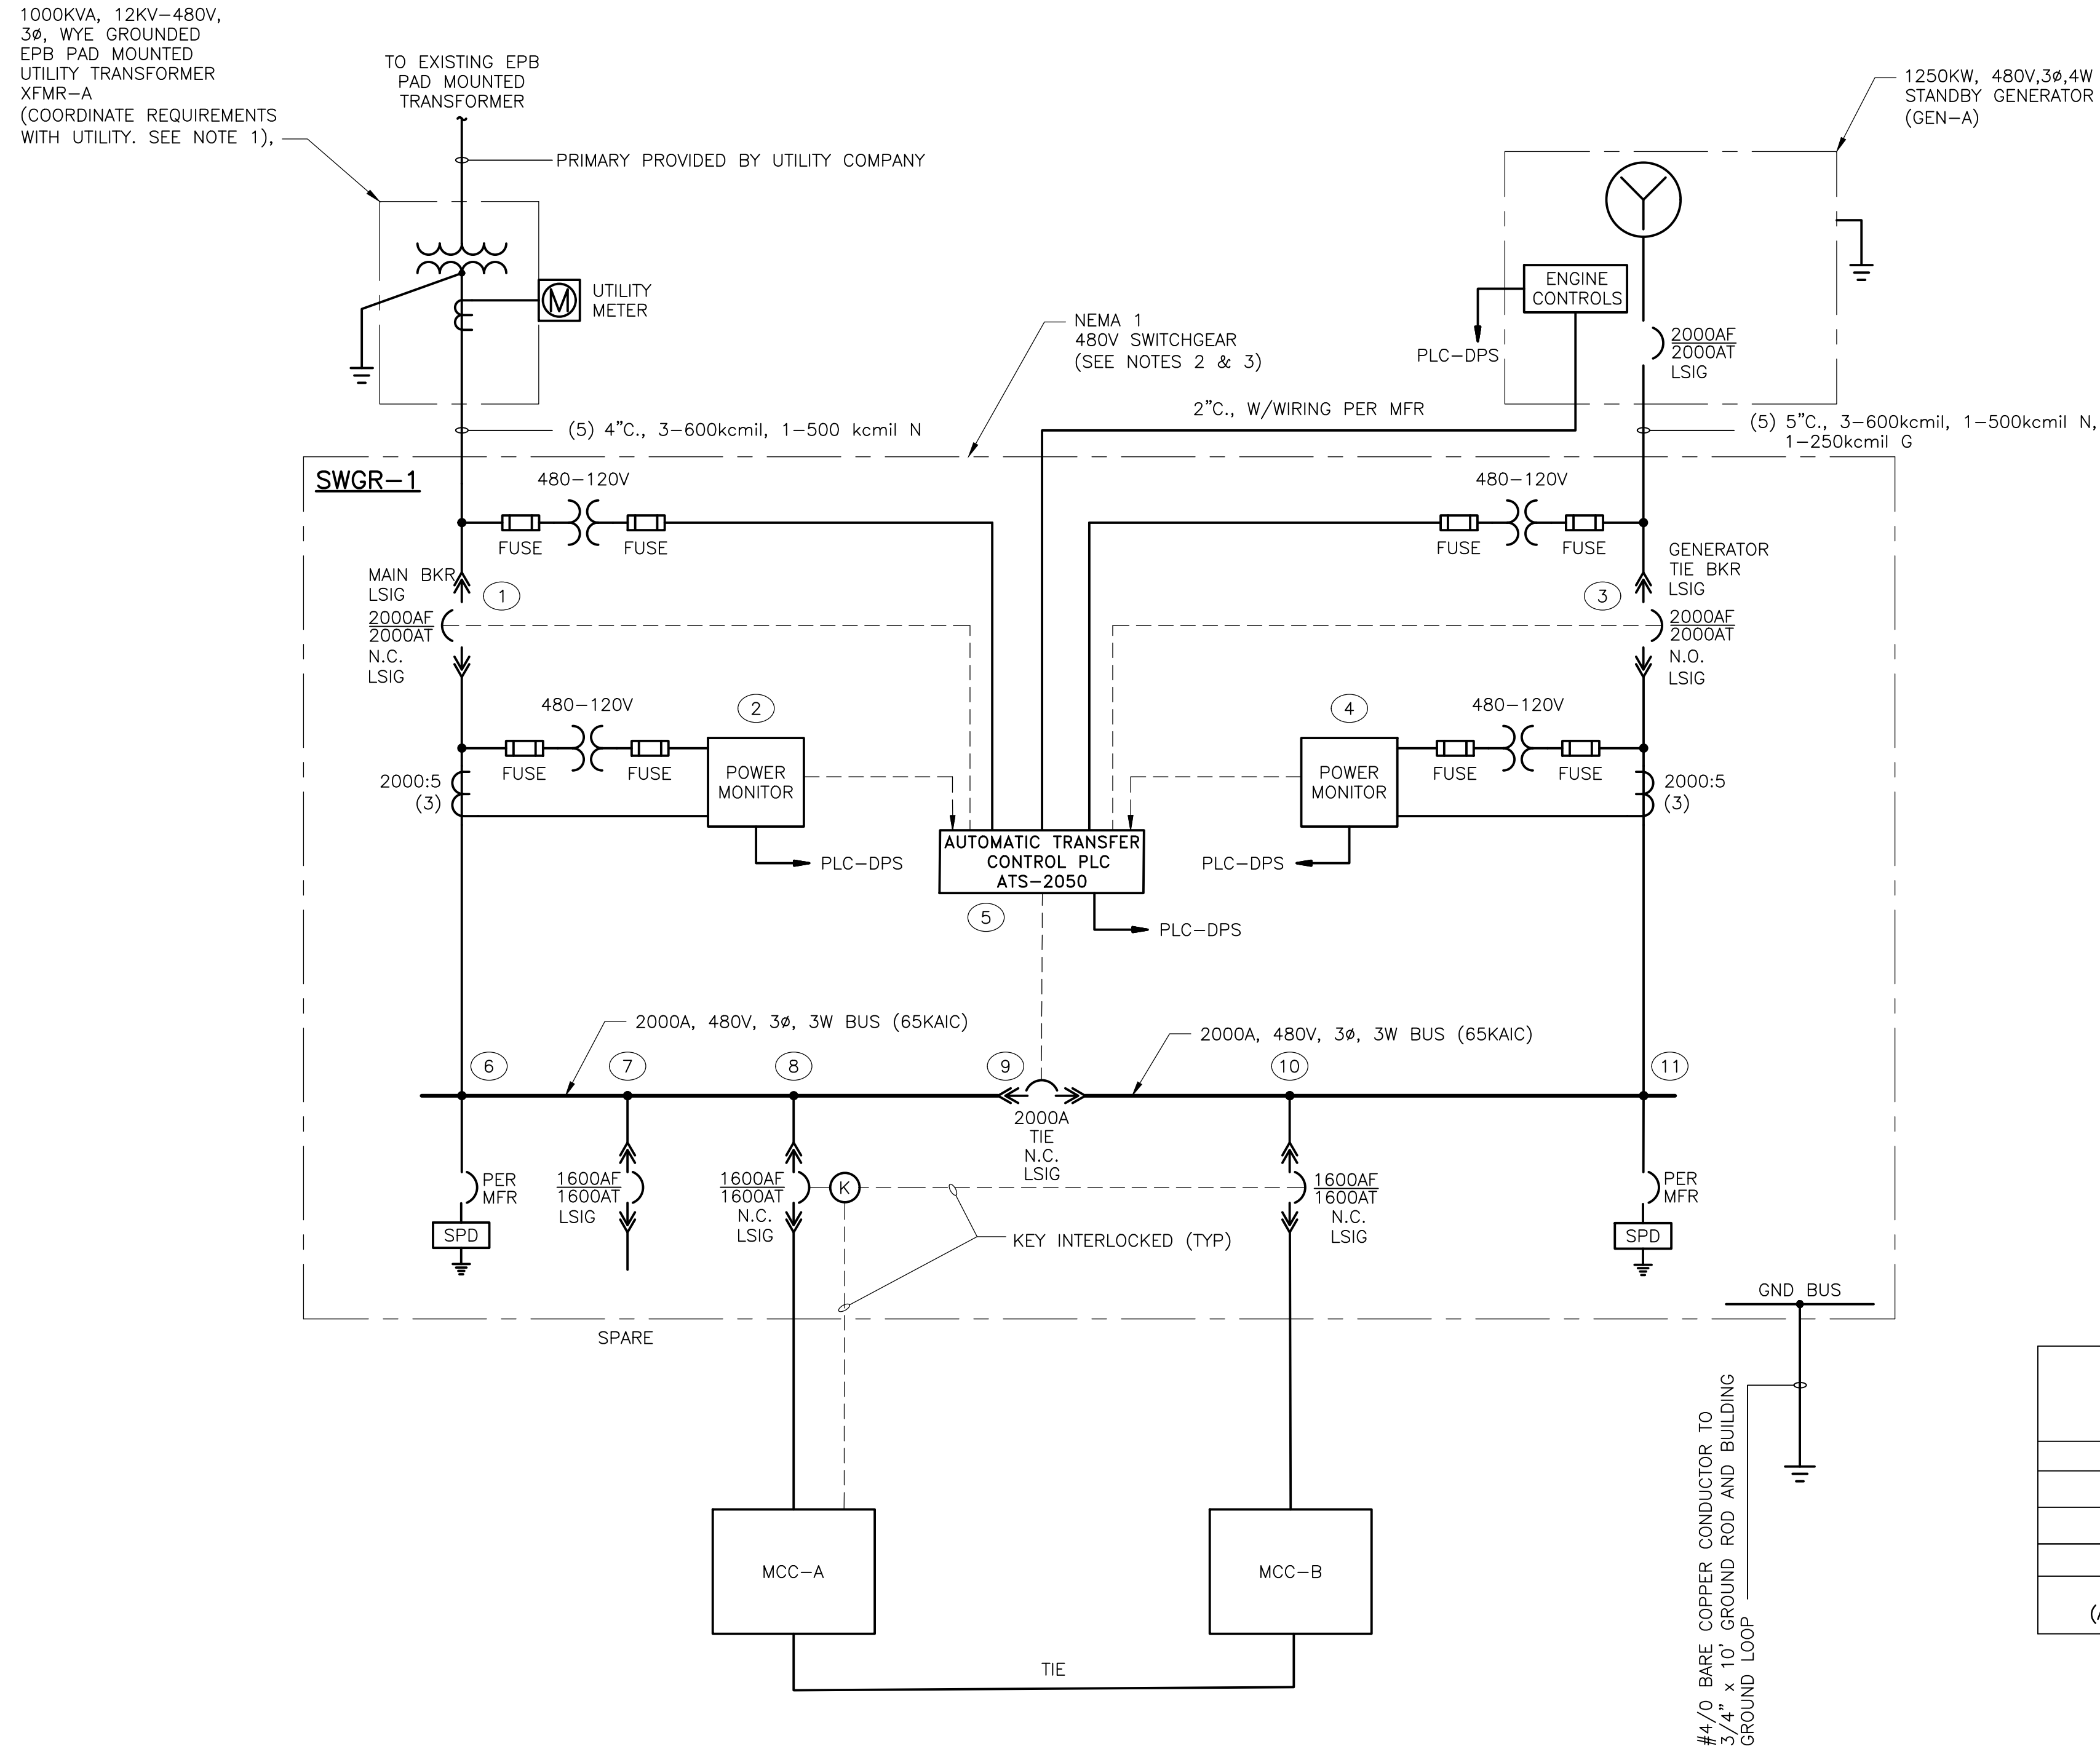 1000KVA, 12KV-480V,
3ø, WYE GROUNDED
EPB PAD MOUNTED
UTILITY TRANSFORMER
XFMR-A
(COORDINATE REQUIREMENTS
WITH UTILITY. SEE NOTE 1),
TO EXISTING EPB
PAD MOUNTED
TRANSFORMER
PRIMARY PROVIDED BY UTILITY COMPANY
1250KW, 480V,3ø,4W
STANDBY GENERATOR
(GEN-A)
M
UTILITY
METER
ENGINE
CONTROLS
PLC-DPS
2000AF
2000AT
LSIG
NEMA 1
480V SWITCHGEAR
(SEE NOTES 2 & 3)
2"C., W/WIRING PER MFR
(5) 4"C., 3-600kcmil, 1-500 kcmil N
(5) 5"C., 3-600kcmil, 1-500kcmil N,
1-250kcmil G
SWGR-1
480-120V
FUSE
FUSE
480-120V
FUSE
FUSE
MAIN BKR
LSIG
2000AF
2000AT
N.C.
LSIG
1
3
GENERATOR
TIE BKR
LSIG
2000AF
2000AT
N.O.
LSIG
480-120V
FUSE
FUSE
2
POWER
MONITOR
2000:5
(3)
PLC-DPS
4
POWER
MONITOR
480-120V
FUSE
FUSE
2000:5
(3)
PLC-DPS
AUTOMATIC TRANSFER
CONTROL PLC
ATS-2050
5
PLC-DPS
2000A, 480V, 3ø, 3W BUS (65KAIC)
2000A, 480V, 3ø, 3W BUS (65KAIC)
6
7
8
9
10
11
2000A
TIE
N.C.
LSIG
PER
MFR
SPD
1600AF
1600AT
LSIG
1600AF
1600AT
N.C.
LSIG
K
KEY INTERLOCKED (TYP)
1600AF
1600AT
N.C.
LSIG
PER
MFR
SPD
GND BUS
SPARE
#4/0 BARE COPPER CONDUCTOR TO
3/4" x 10' GROUND ROD AND BUILDING
GROUND LOOP
MCC-A
MCC-B
TIE